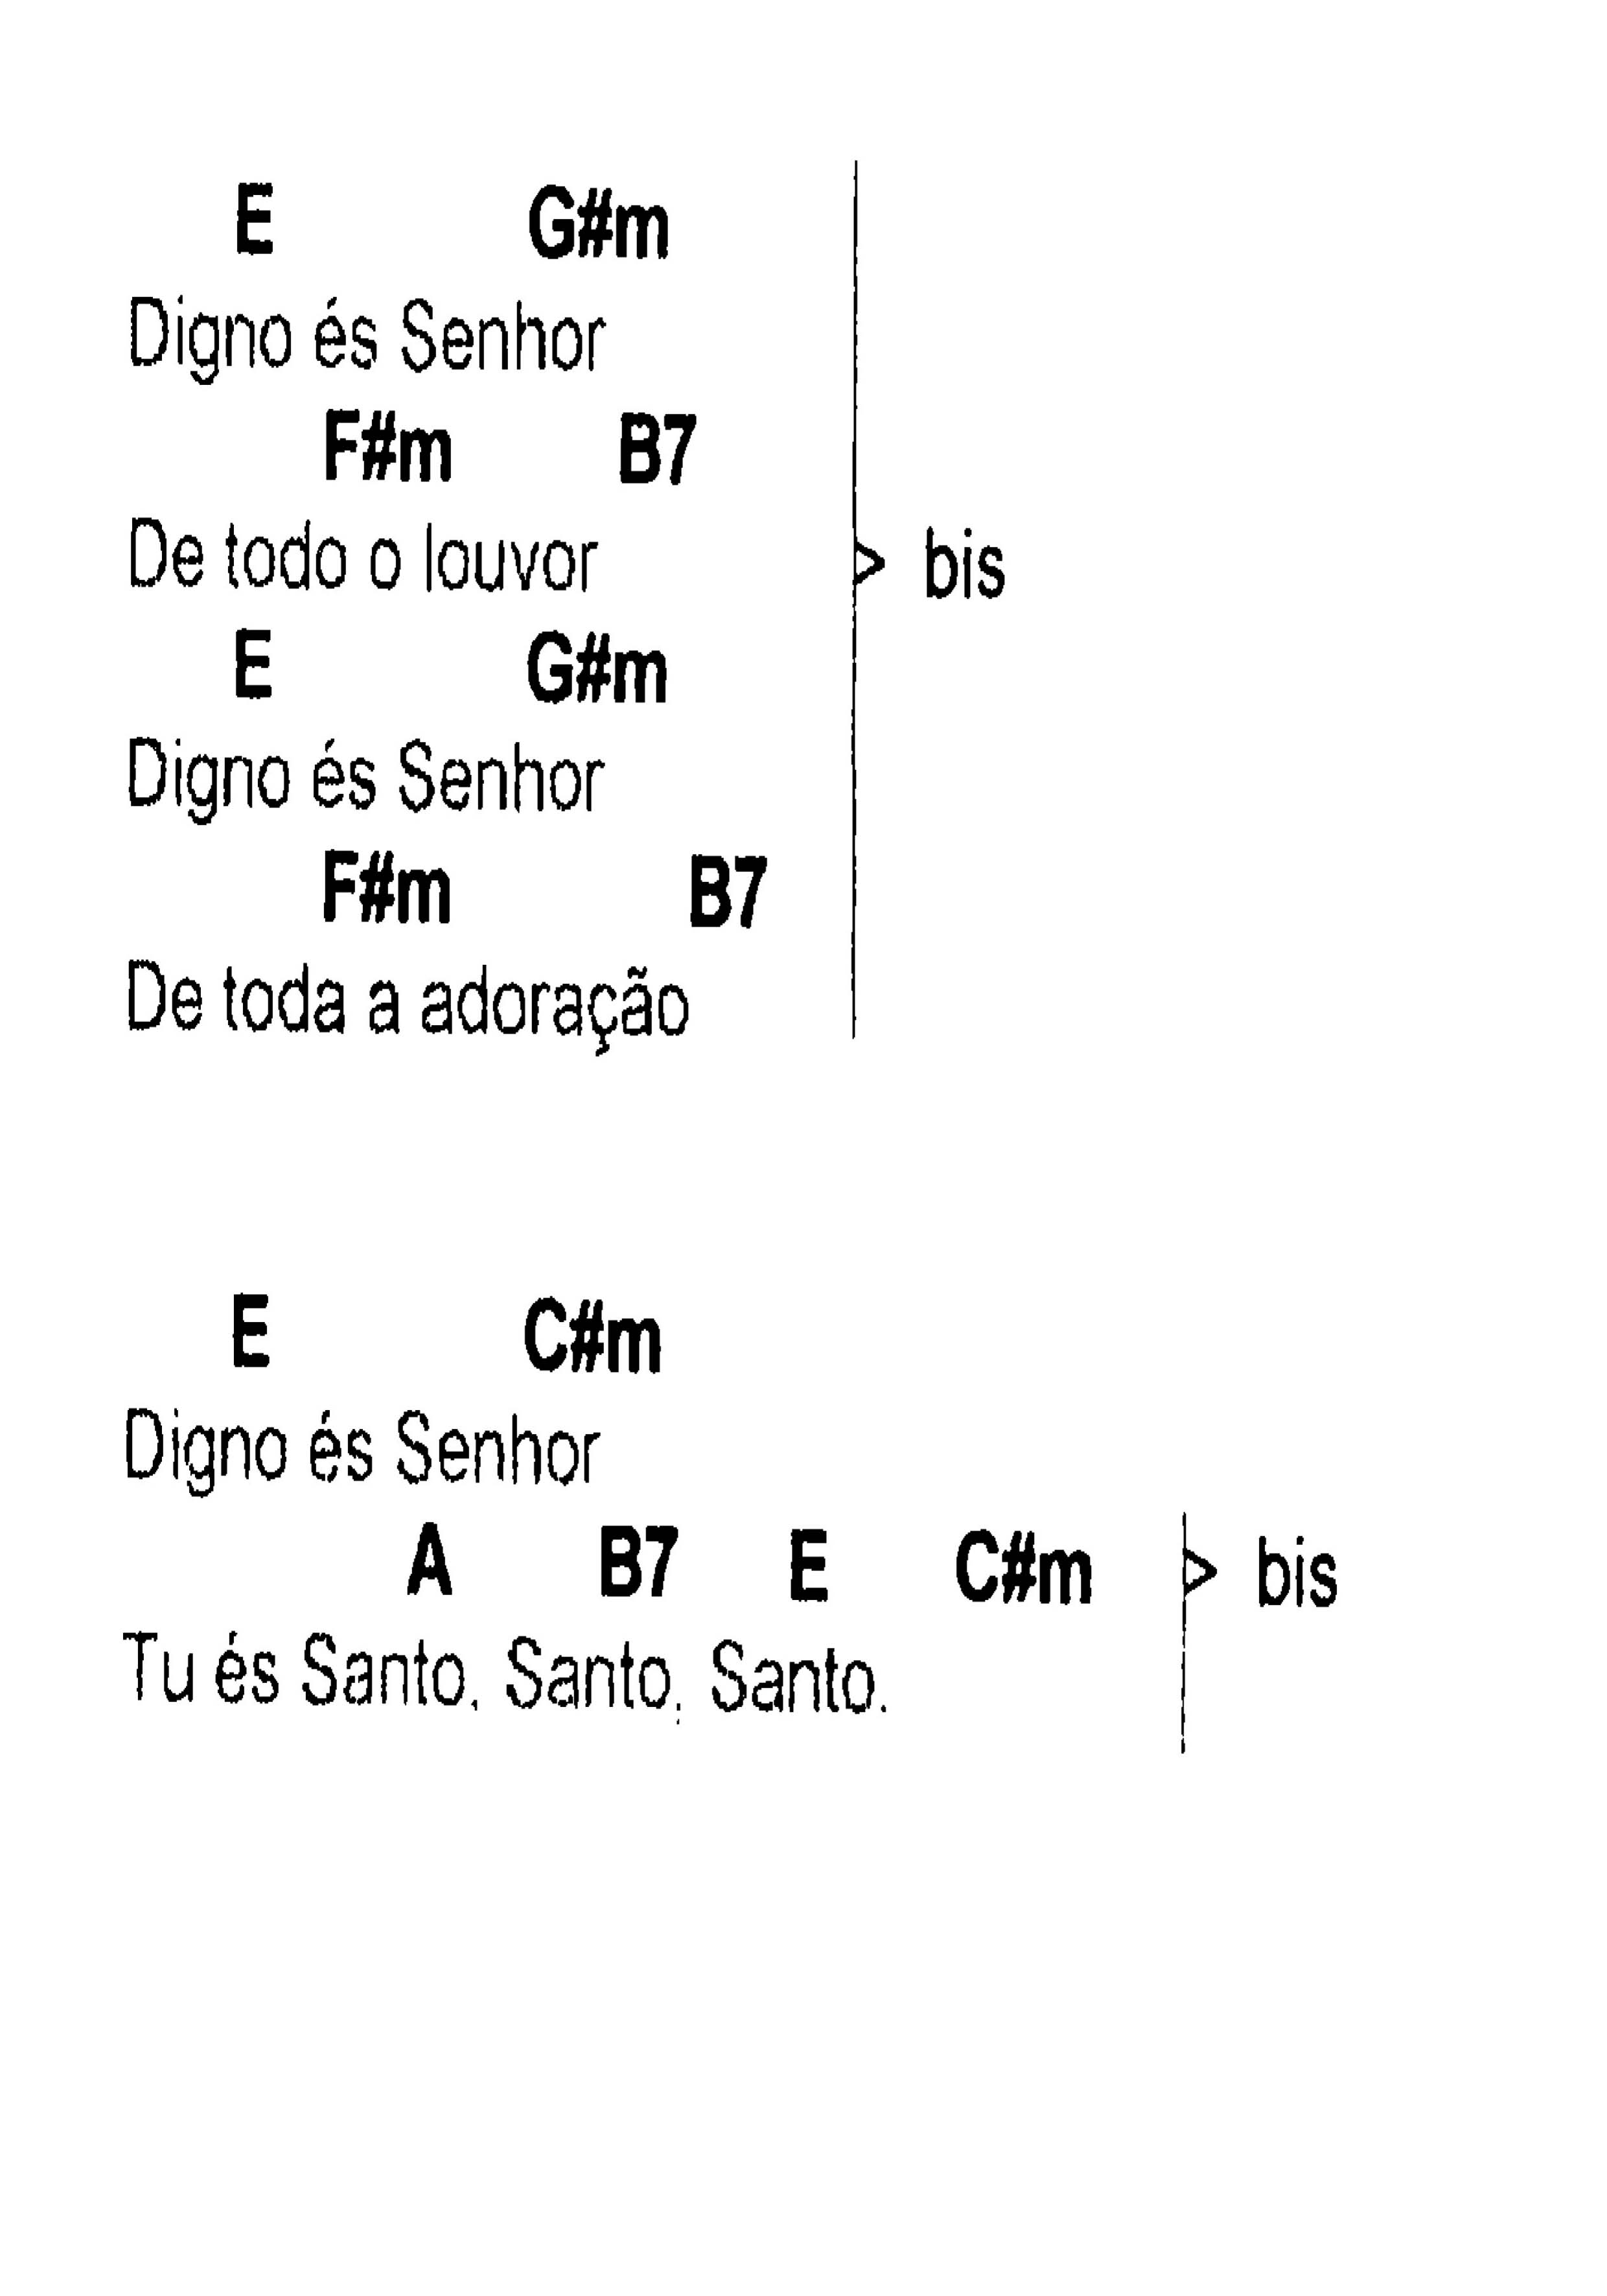 E G#m
Digno és Senhor
F#m B7
De todo o louvor
> bis
E G#m
Digno és Senhor
F#m B7
De toda a adoração
E C#m
Digno és Senhor
A B7 E C#m > bis
Tu és Santo, Santo, Santo.